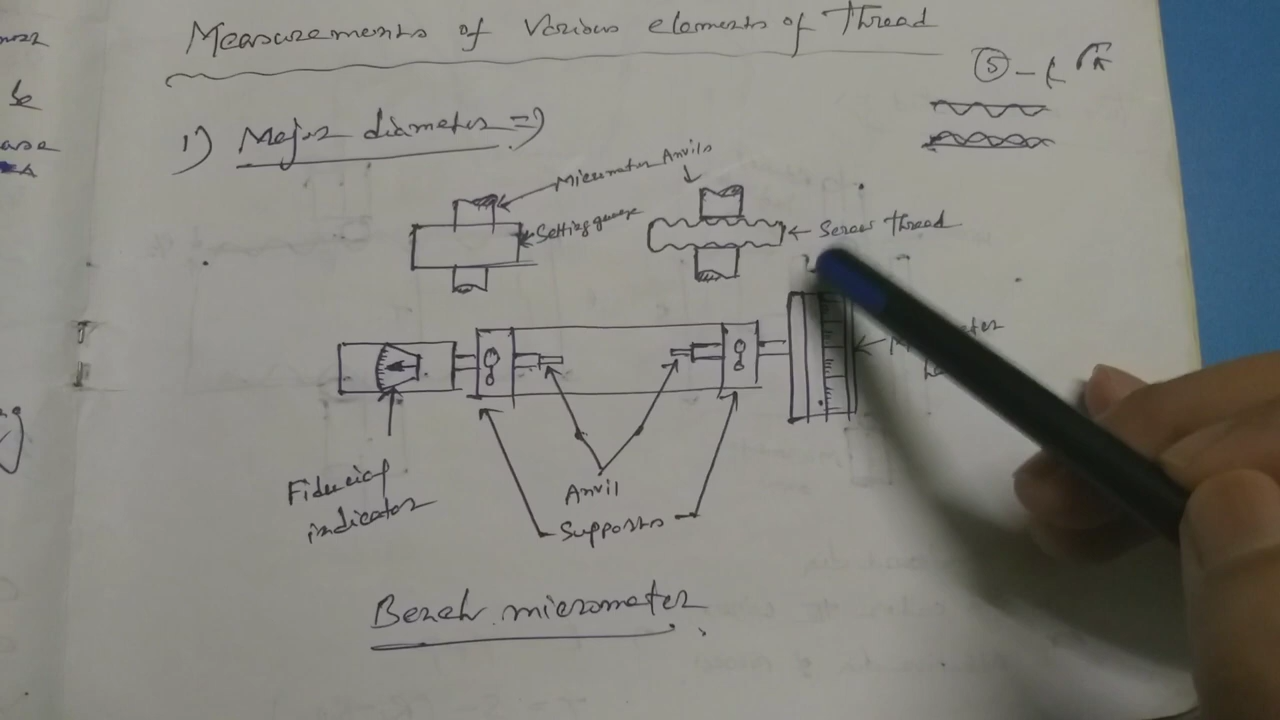 Measurements of Various elements of Thread
1) Major diameter =>
Micrometer Anvils
Setting gauge
Screw thread
Fiducial
indicator
Anvil
Supports
Bench micrometer